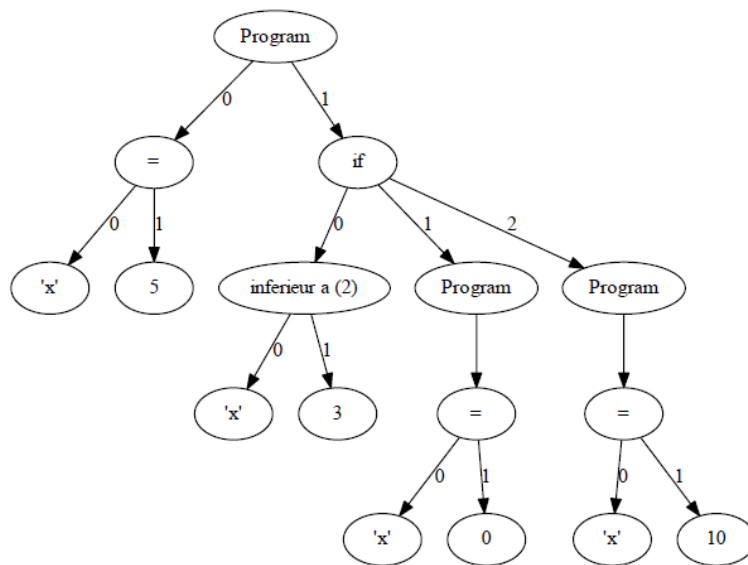 Program
0 1
= if
0 1 0 1 2
'x' 5 inferieur a (2) Program Program
0 1
'x' 3 = =
0 1 0 1
'x' 0 'x' 10